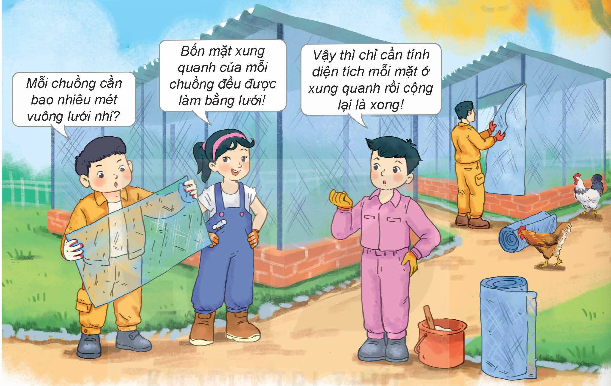 Mỗi chuồng cần
bao nhiêu mét
vuông lưới nhỉ?
Bốn mặt xung
quanh của mỗi
chuồng đều được
làm bằng lưới!
Vậy thì chỉ cần tính
diện tích mỗi mặt ở
xung quanh rồi cộng
lại là xong!